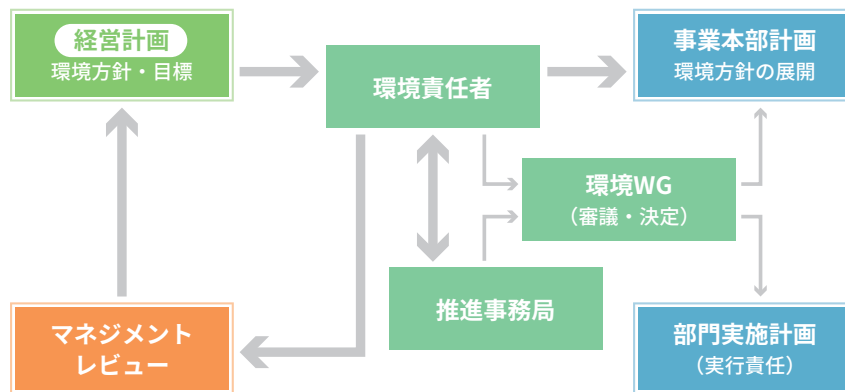 経営計画
環境方針・目標
環境責任者
事業本部計画
環境方針の展開
環境WG
（審議・決定）
推進事務局
マネジメント
レビュー
部門実施計画
（実行責任）